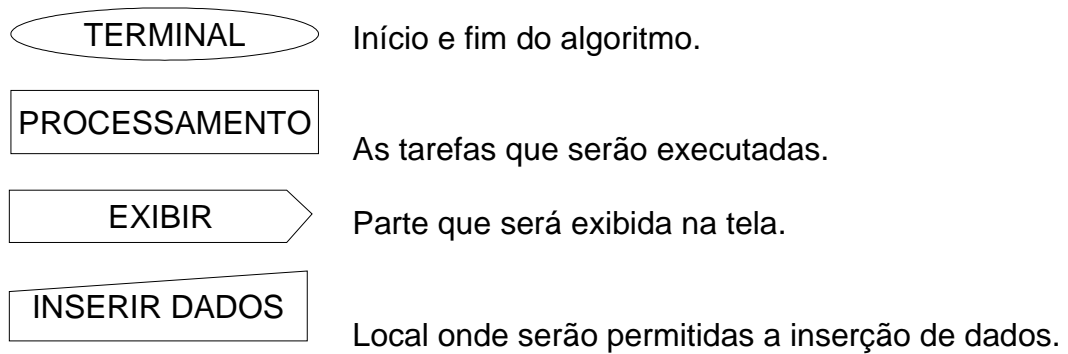 TERMINAL
Início e fim do algoritmo.
PROCESSAMENTO
As tarefas que serão executadas.
EXIBIR
Parte que será exibida na tela.
INSERIR DADOS
Local onde serão permitidas a inserção de dados.